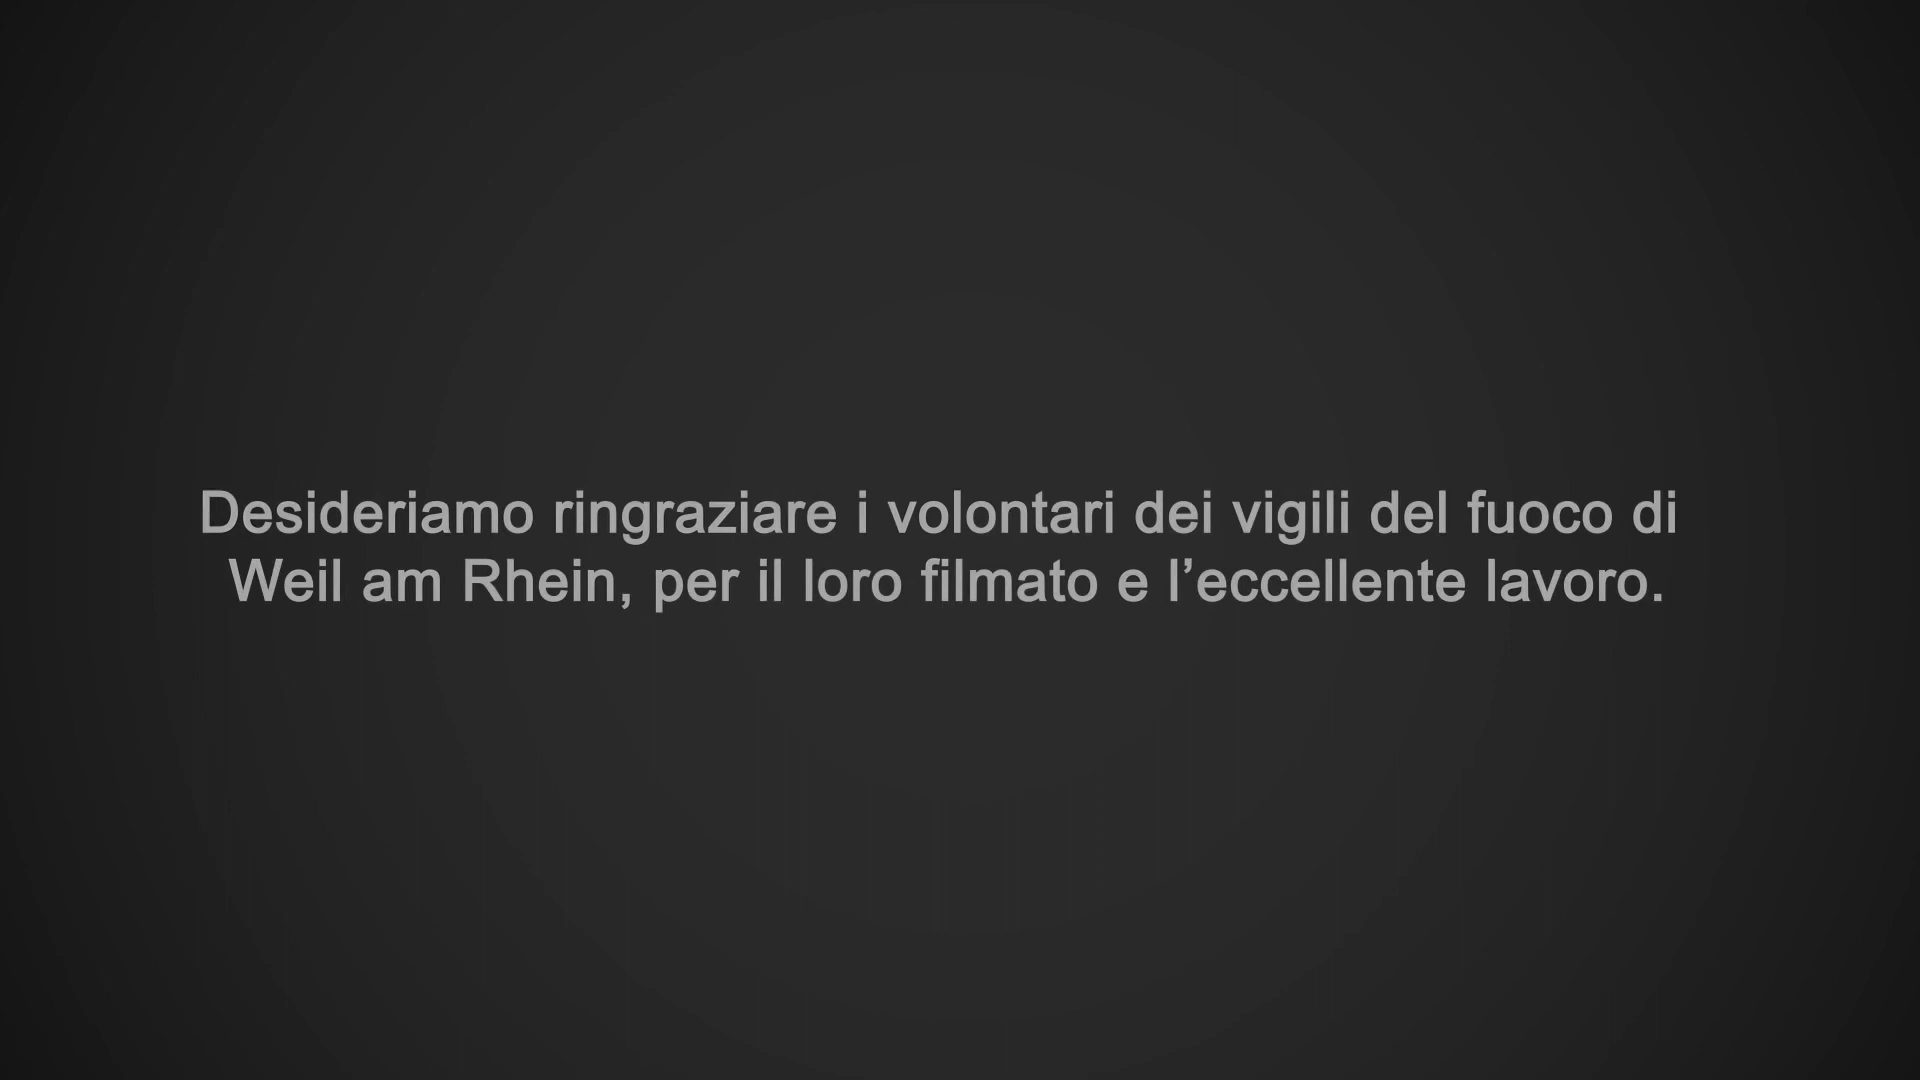 Desideriamo ringraziare i volontari dei vigili del fuoco di
Weil am Rhein, per il loro filmato e l’eccellente lavoro.